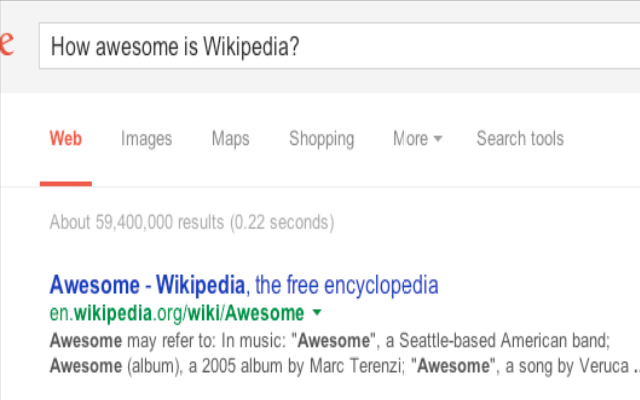 e
How awesome is Wikipedia?
Web Images Maps Shopping More Search tools
About 59,400,000 results (0.22 seconds)
Awesome - Wikipedia, the free encyclopedia
en.wikipedia.org/wiki/Awesome
Awesome may refer to: In music: "Awesome", a Seattle-based American band;
Awesome (album), a 2005 album by Marc Terenzi; "Awesome", a song by Veruca ..